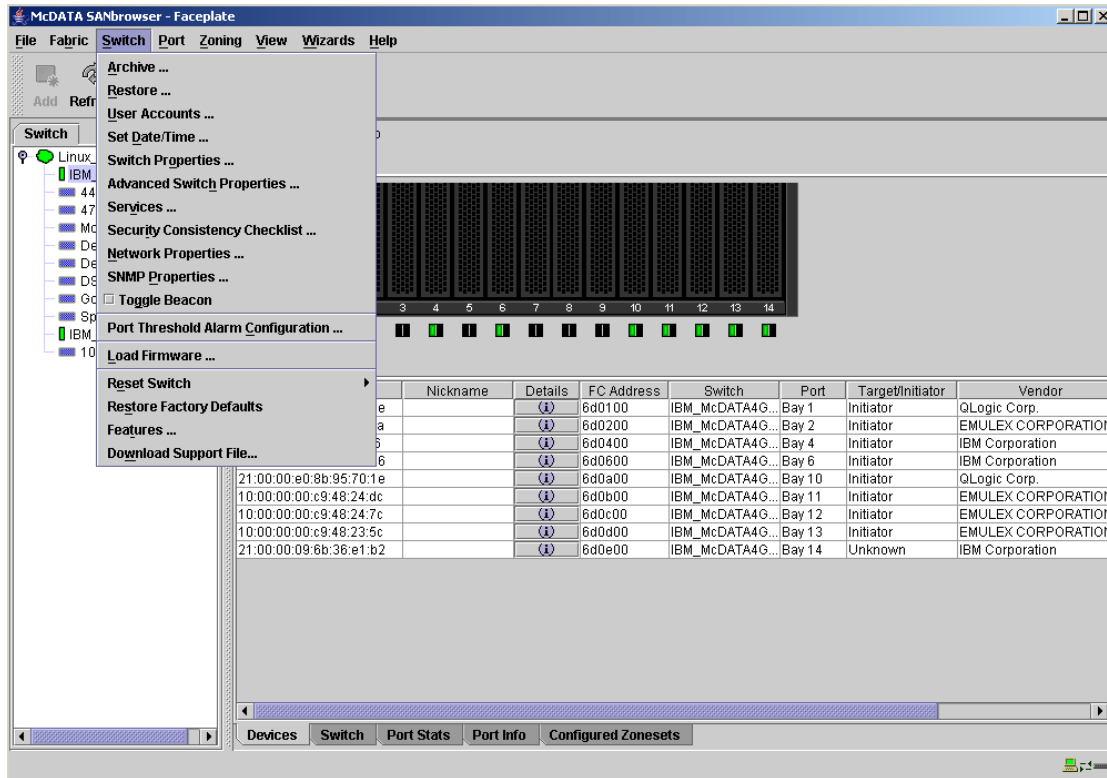 McDATA SANbrowser - Faceplate
File Fabric Switch Port Zoning View Wizards Help
Add Refr
Archive ...
Restore ...
User Accounts ...
Set Date/Time ...
Switch Properties ...
Advanced Switch Properties ...
Services ...
Security Consistency Checklist ...
Network Properties ...
SNMP Properties ...
Toggle Beacon
Port Threshold Alarm Configuration ...
Load Firmware ...
Reset Switch
Restore Factory Defaults
Features ...
Download Support File...
Switch
Linux_
IBM_
44
47
Mc
De
De
DS
Go
Sp
IBM_
10
3 4 5 6 7 8 9 10 11 12 13 14
Nickname Details FC Address Switch Port Target/Initiator Vendor
e (i) 6d0100 IBM_McDATA4G... Bay 1 Initiator QLogic Corp.
a (i) 6d0200 IBM_McDATA4G... Bay 2 Initiator EMULEX CORPORATION
6 (i) 6d0400 IBM_McDATA4G... Bay 4 Initiator IBM Corporation
6 (i) 6d0600 IBM_McDATA4G... Bay 6 Initiator IBM Corporation
21:00:00:e0:8b:95:70:1e (i) 6d0a00 IBM_McDATA4G... Bay 10 Initiator QLogic Corp.
10:00:00:00:c9:48:24:dc (i) 6d0b00 IBM_McDATA4G... Bay 11 Initiator EMULEX CORPORATION
10:00:00:00:c9:48:24:7c (i) 6d0c00 IBM_McDATA4G... Bay 12 Initiator EMULEX CORPORATION
10:00:00:00:c9:48:23:5c (i) 6d0d00 IBM_McDATA4G... Bay 13 Initiator EMULEX CORPORATION
21:00:00:09:6b:36:e1:b2 (i) 6d0e00 IBM_McDATA4G... Bay 14 Unknown IBM Corporation
Devices Switch Port Stats Port Info Configured Zonesets